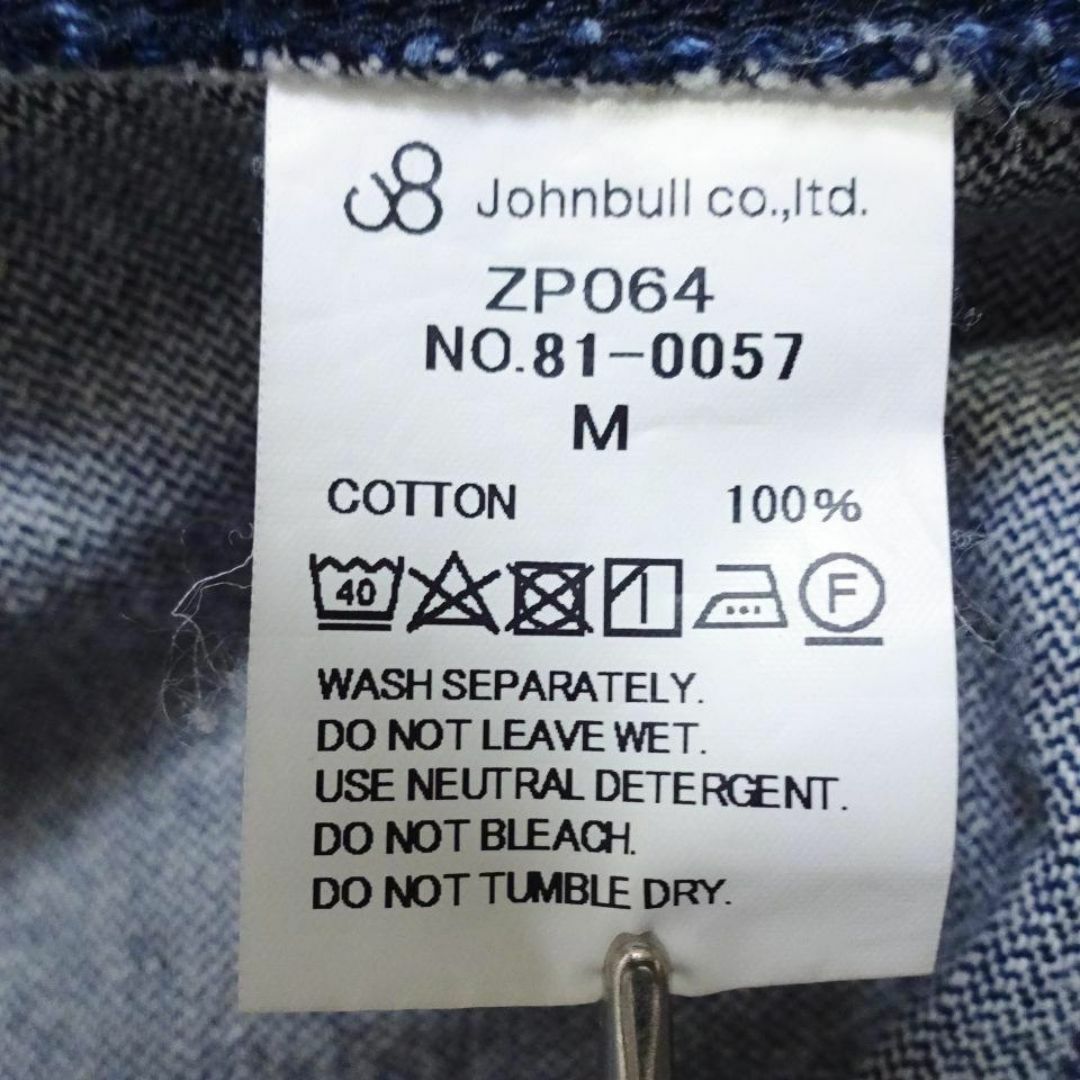 Johnbull co.,ltd.
ZP064
NO.81-0057
M
COTTON 100%
40 F
WASH SEPARATELY.
DO NOT LEAVE WET.
USE NEUTRAL DETERGENT.
DO NOT BLEACH.
DO NOT TUMBLE DRY.